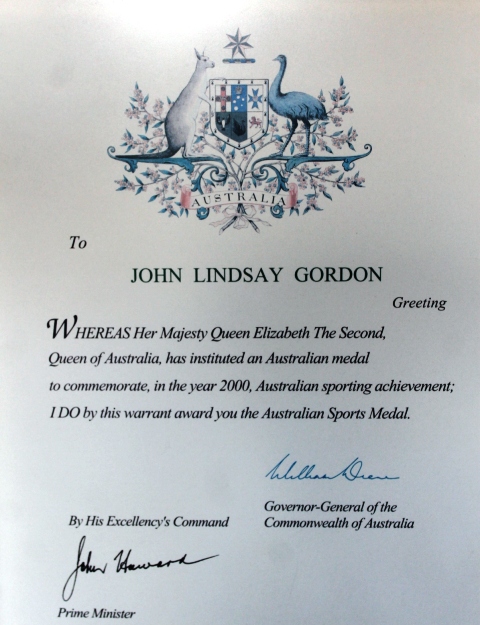 AUSTRALIA
To
JOHN LINDSAY GORDON
Greeting
WHEREAS Her Majesty Queen Elizabeth The Second,
Queen of Australia, has instituted an Australian medal
to commemorate, in the year 2000, Australian sporting achievement;
I DO by this warrant award you the Australian Sports Medal.
William Deane
Governor-General of the
Commonwealth of Australia
By His Excellency's Command
John Howard
Prime Minister